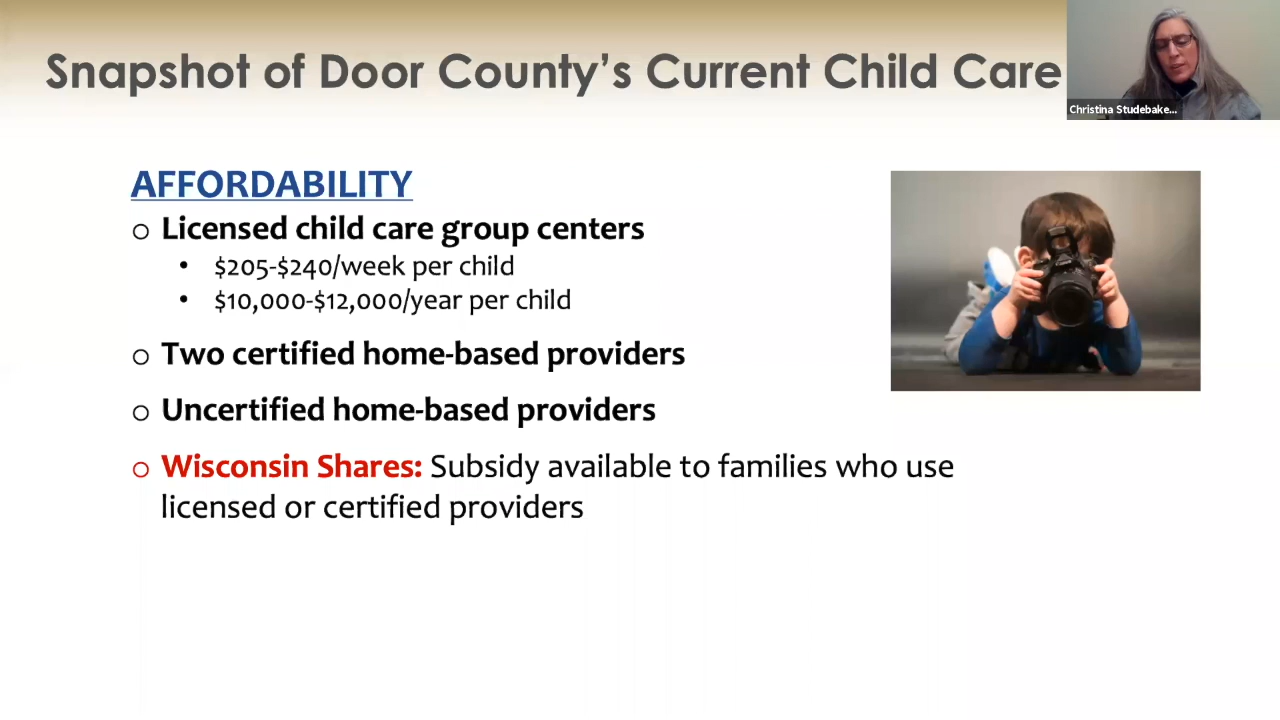 Snapshot of Door County's Current Child Care
Christina Studebake...
AFFORDABILITY
o Licensed child care group centers
• $205-$240/week per child
• $10,000-$12,000/year per child
o Two certified home-based providers
o Uncertified home-based providers
o Wisconsin Shares: Subsidy available to families who use
licensed or certified providers